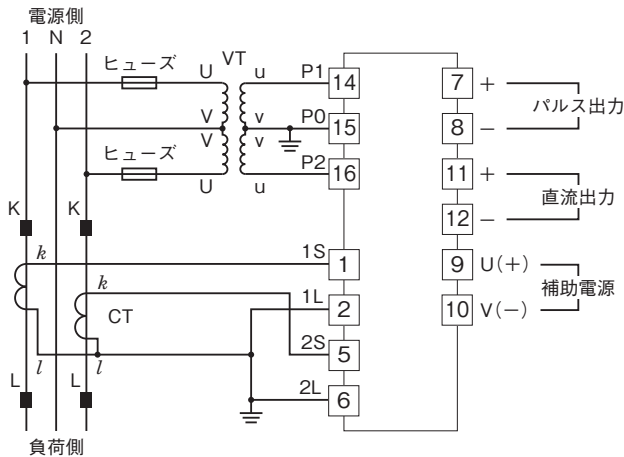 電源側
1 N 2
ヒューズ
VT
U u P1 14
V v P0 15
V v
ヒューズ
U u P2 16
7 +
パルス出力
8 −
11 +
直流出力
12 −
9 U(+)
補助電源
10 V(−)
K K
k 1S 1
k 1L 2
CT
2S 5
l l
L L 2L 6
負荷側